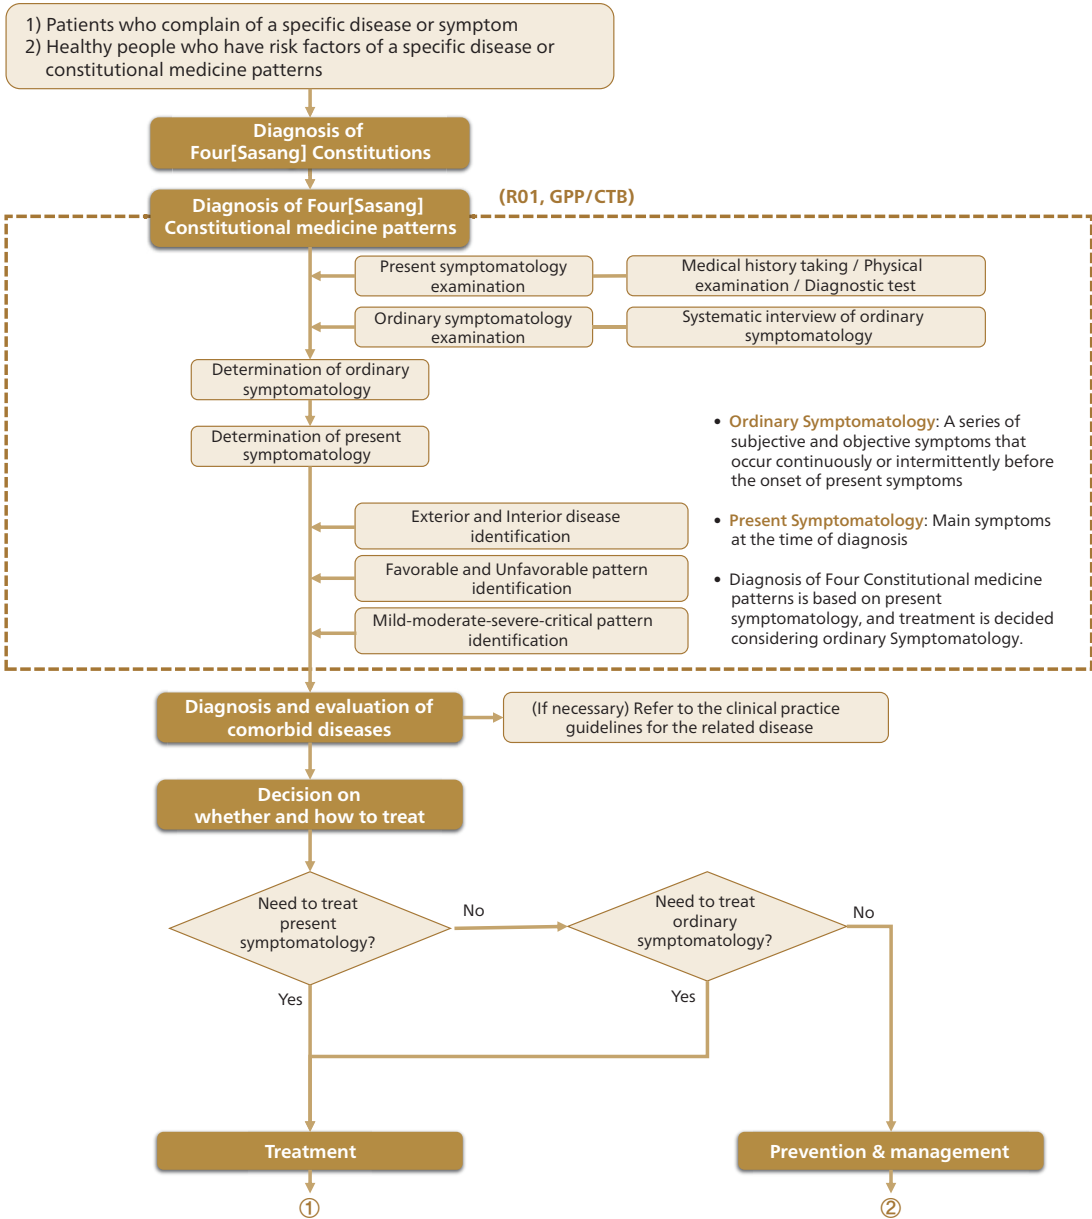 1) Patients who complain of a specific disease or symptom
2) Healthy people who have risk factors of a specific disease or
constitutional medicine patterns
Diagnosis of
Four[Sasang] Constitutions
Diagnosis of Four[Sasang]
Constitutional medicine patterns
(R01, GPP/CTB)
Present symptomatology
examination
Medical history taking / Physical
examination / Diagnostic test
Ordinary symptomatology
examination
Systematic interview of ordinary
symptomatology
Determination of ordinary
symptomatology
Determination of present
symptomatology
• Ordinary Symptomatology: A series of
subjective and objective symptoms that
occur continuously or intermittently before
the onset of present symptoms
• Present Symptomatology: Main symptoms
at the time of diagnosis
• Diagnosis of Four Constitutional medicine
patterns is based on present
symptomatology, and treatment is decided
considering ordinary Symptomatology.
Exterior and Interior disease
identification
Favorable and Unfavorable pattern
identification
Mild-moderate-severe-critical pattern
identification
Diagnosis and evaluation of
comorbid diseases
(If necessary) Refer to the clinical practice
guidelines for the related disease
Decision on
whether and how to treat
Need to treat
present
symptomatology?
No
Need to treat
ordinary
symptomatology?
No
Yes
Yes
Treatment
Prevention & management
①
②